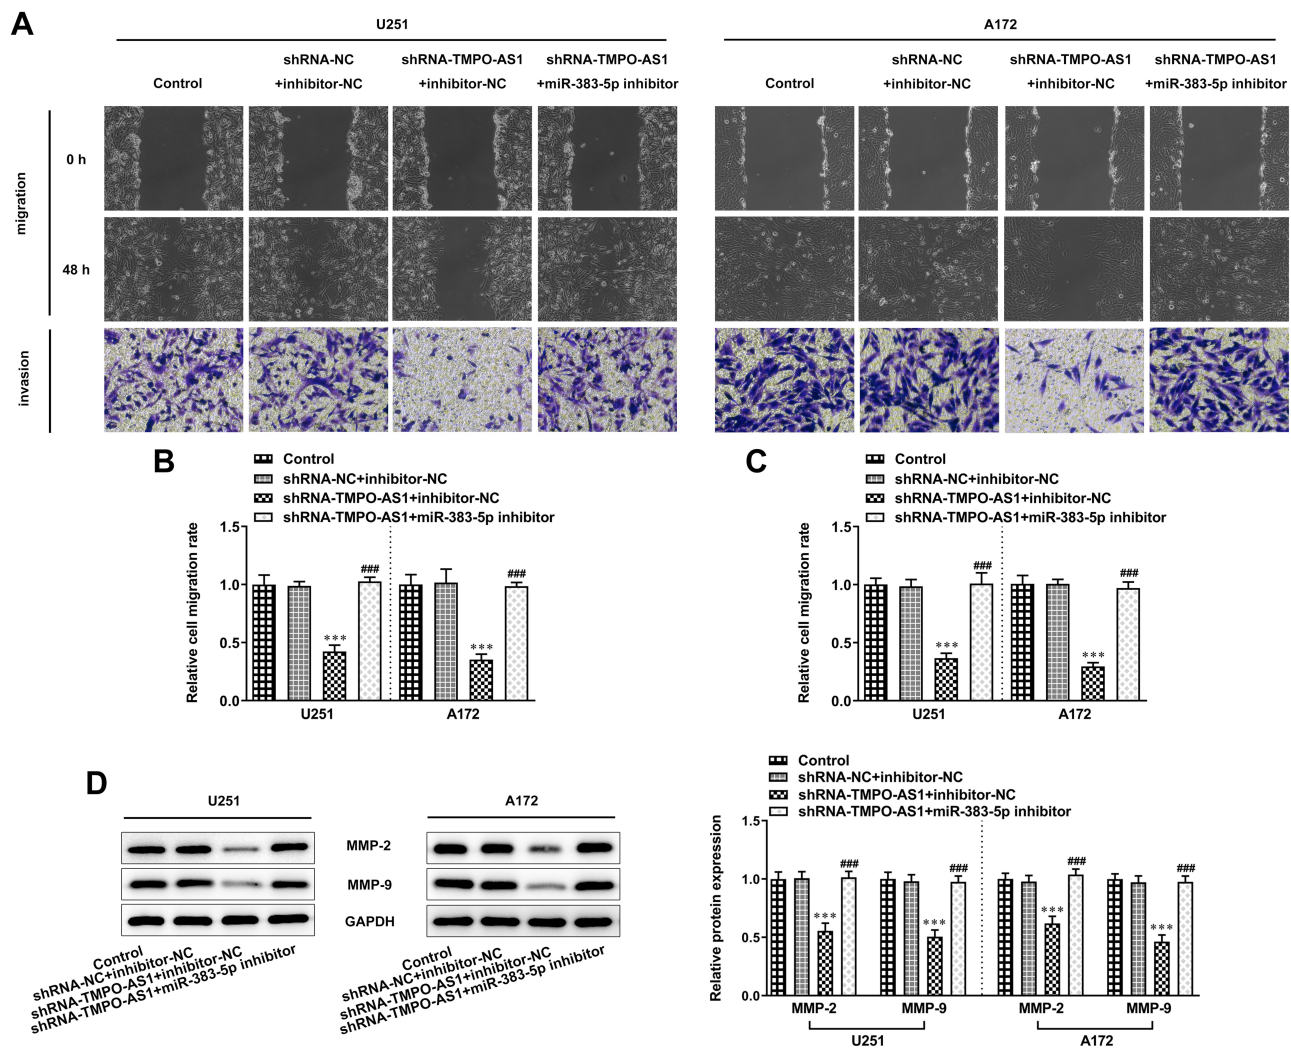 A
U251
A172
Control
shRNA-NC
+inhibitor-NC
shRNA-TMPO-AS1
+inhibitor-NC
shRNA-TMPO-AS1
+miR-383-5p inhibitor
Control
shRNA-NC
+inhibitor-NC
shRNA-TMPO-AS1
+inhibitor-NC
shRNA-TMPO-AS1
+miR-383-5p inhibitor
migration
0 h
48 h
invasion
B
Control
shRNA-NC+inhibitor-NC
shRNA-TMPO-AS1+inhibitor-NC
shRNA-TMPO-AS1+miR-383-5p inhibitor
Relative cell migration rate
1.5
1.0
0.5
0.0
***
###
***
###
U251
A172
C
Control
shRNA-NC+inhibitor-NC
shRNA-TMPO-AS1+inhibitor-NC
shRNA-TMPO-AS1+miR-383-5p inhibitor
Relative cell migration rate
1.5
1.0
0.5
0.0
***
###
***
###
U251
A172
D
U251
A172
MMP-2
MMP-9
GAPDH
Control
shRNA-NC+inhibitor-NC
shRNA-TMPO-AS1+inhibitor-NC
shRNA-TMPO-AS1+miR-383-5p inhibitor
Control
shRNA-NC+inhibitor-NC
shRNA-TMPO-AS1+inhibitor-NC
shRNA-TMPO-AS1+miR-383-5p inhibitor
Control
shRNA-NC+inhibitor-NC
shRNA-TMPO-AS1+inhibitor-NC
shRNA-TMPO-AS1+miR-383-5p inhibitor
Relative protein expression
1.5
1.0
0.5
0.0
***
###
***
###
***
###
***
###
MMP-2
MMP-9
MMP-2
MMP-9
U251
A172